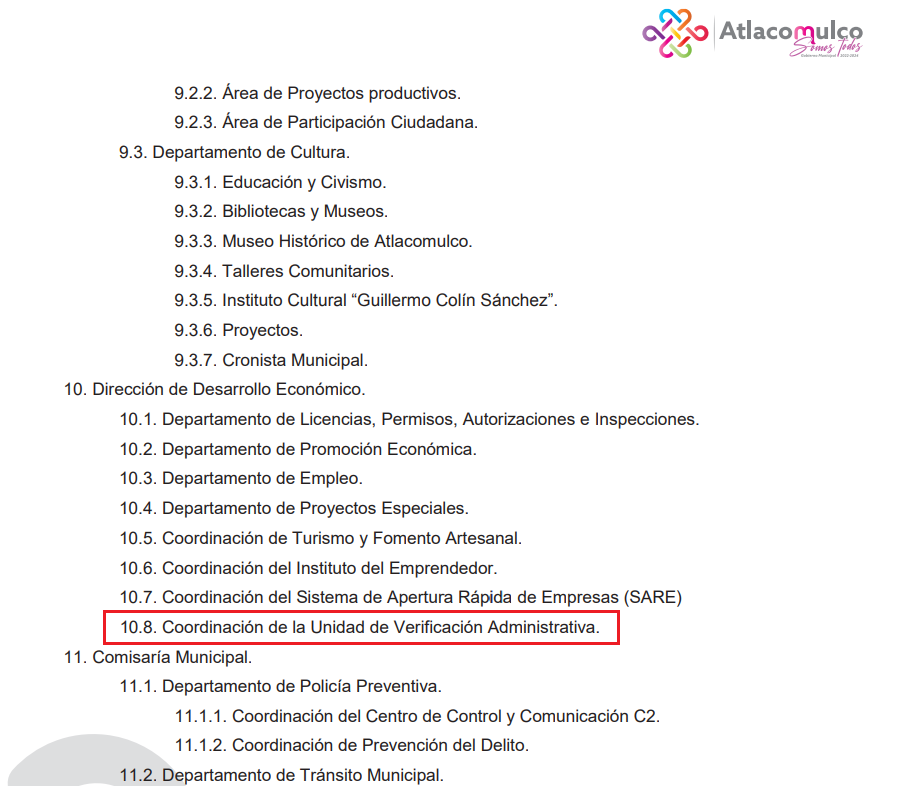 Atlacomulco
Somos Todos
Gobierno Municipal 2022-2024
9.2.2. Área de Proyectos productivos.
9.2.3. Área de Participación Ciudadana.
9.3. Departamento de Cultura.
9.3.1. Educación y Civismo.
9.3.2. Bibliotecas y Museos.
9.3.3. Museo Histórico de Atlacomulco.
9.3.4. Talleres Comunitarios.
9.3.5. Instituto Cultural “Guillermo Colín Sánchez”.
9.3.6. Proyectos.
9.3.7. Cronista Municipal.
10. Dirección de Desarrollo Económico.
10.1. Departamento de Licencias, Permisos, Autorizaciones e Inspecciones.
10.2. Departamento de Promoción Económica.
10.3. Departamento de Empleo.
10.4. Departamento de Proyectos Especiales.
10.5. Coordinación de Turismo y Fomento Artesanal.
10.6. Coordinación del Instituto del Emprendedor.
10.7. Coordinación del Sistema de Apertura Rápida de Empresas (SARE)
10.8. Coordinación de la Unidad de Verificación Administrativa.
11. Comisaría Municipal.
11.1. Departamento de Policía Preventiva.
11.1.1. Coordinación del Centro de Control y Comunicación C2.
11.1.2. Coordinación de Prevención del Delito.
11.2. Departamento de Tránsito Municipal.